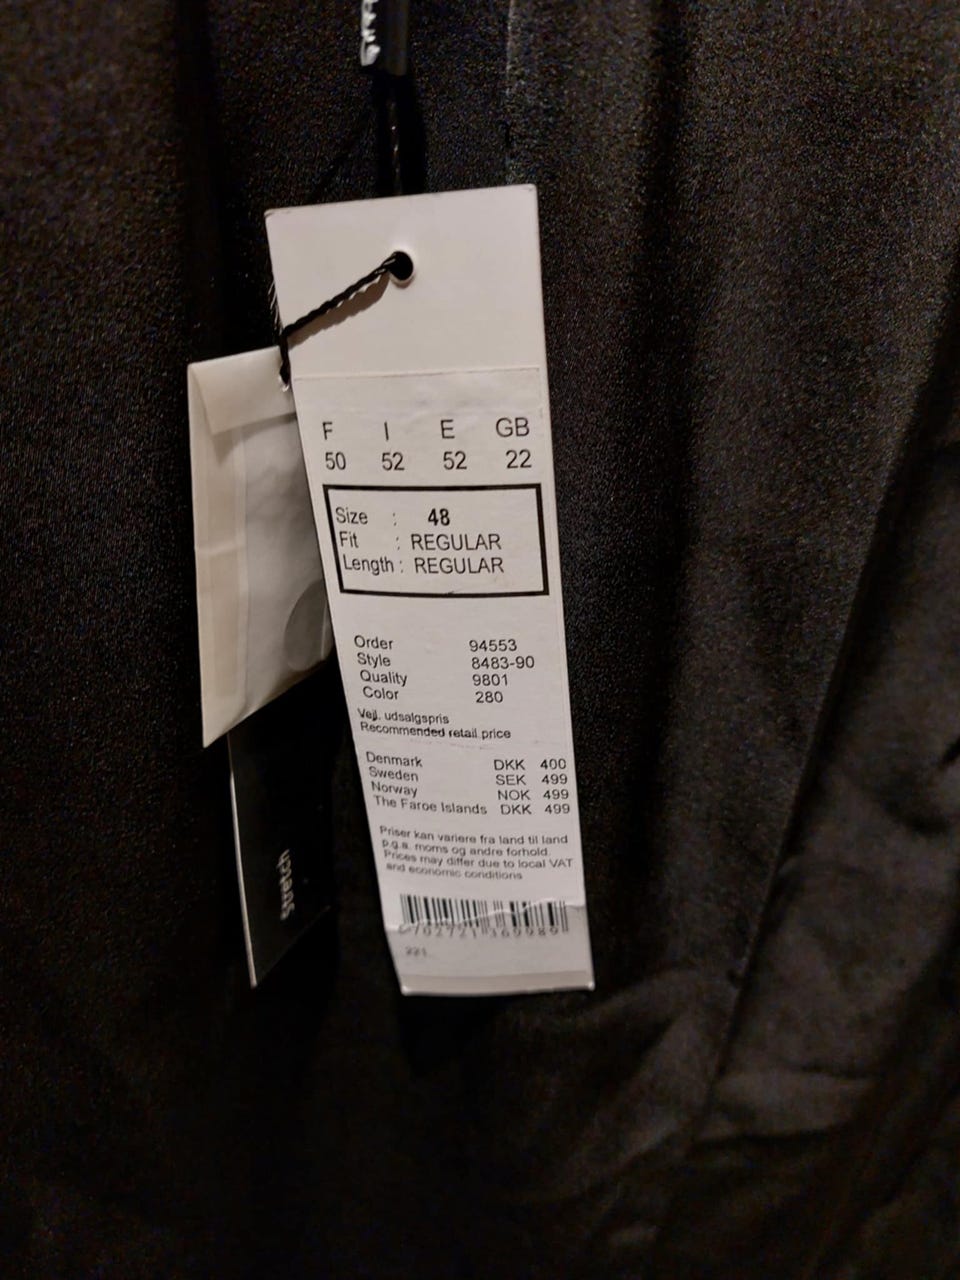 F I E GB
50 52 52 22
Size : 48
Fit : REGULAR
Length : REGULAR
Order 94553
Style 8483-90
Quality 9801
Color 280
Vejl. udsalgspris
Recommended retail price
Denmark DKK 400
Sweden SEK 499
Norway NOK 499
The Faroe Islands DKK 499
Priser kan variere fra land til land
p.g.a. moms og andre forhold
Prices may differ due to local VAT
and economic conditions
221
Stretch